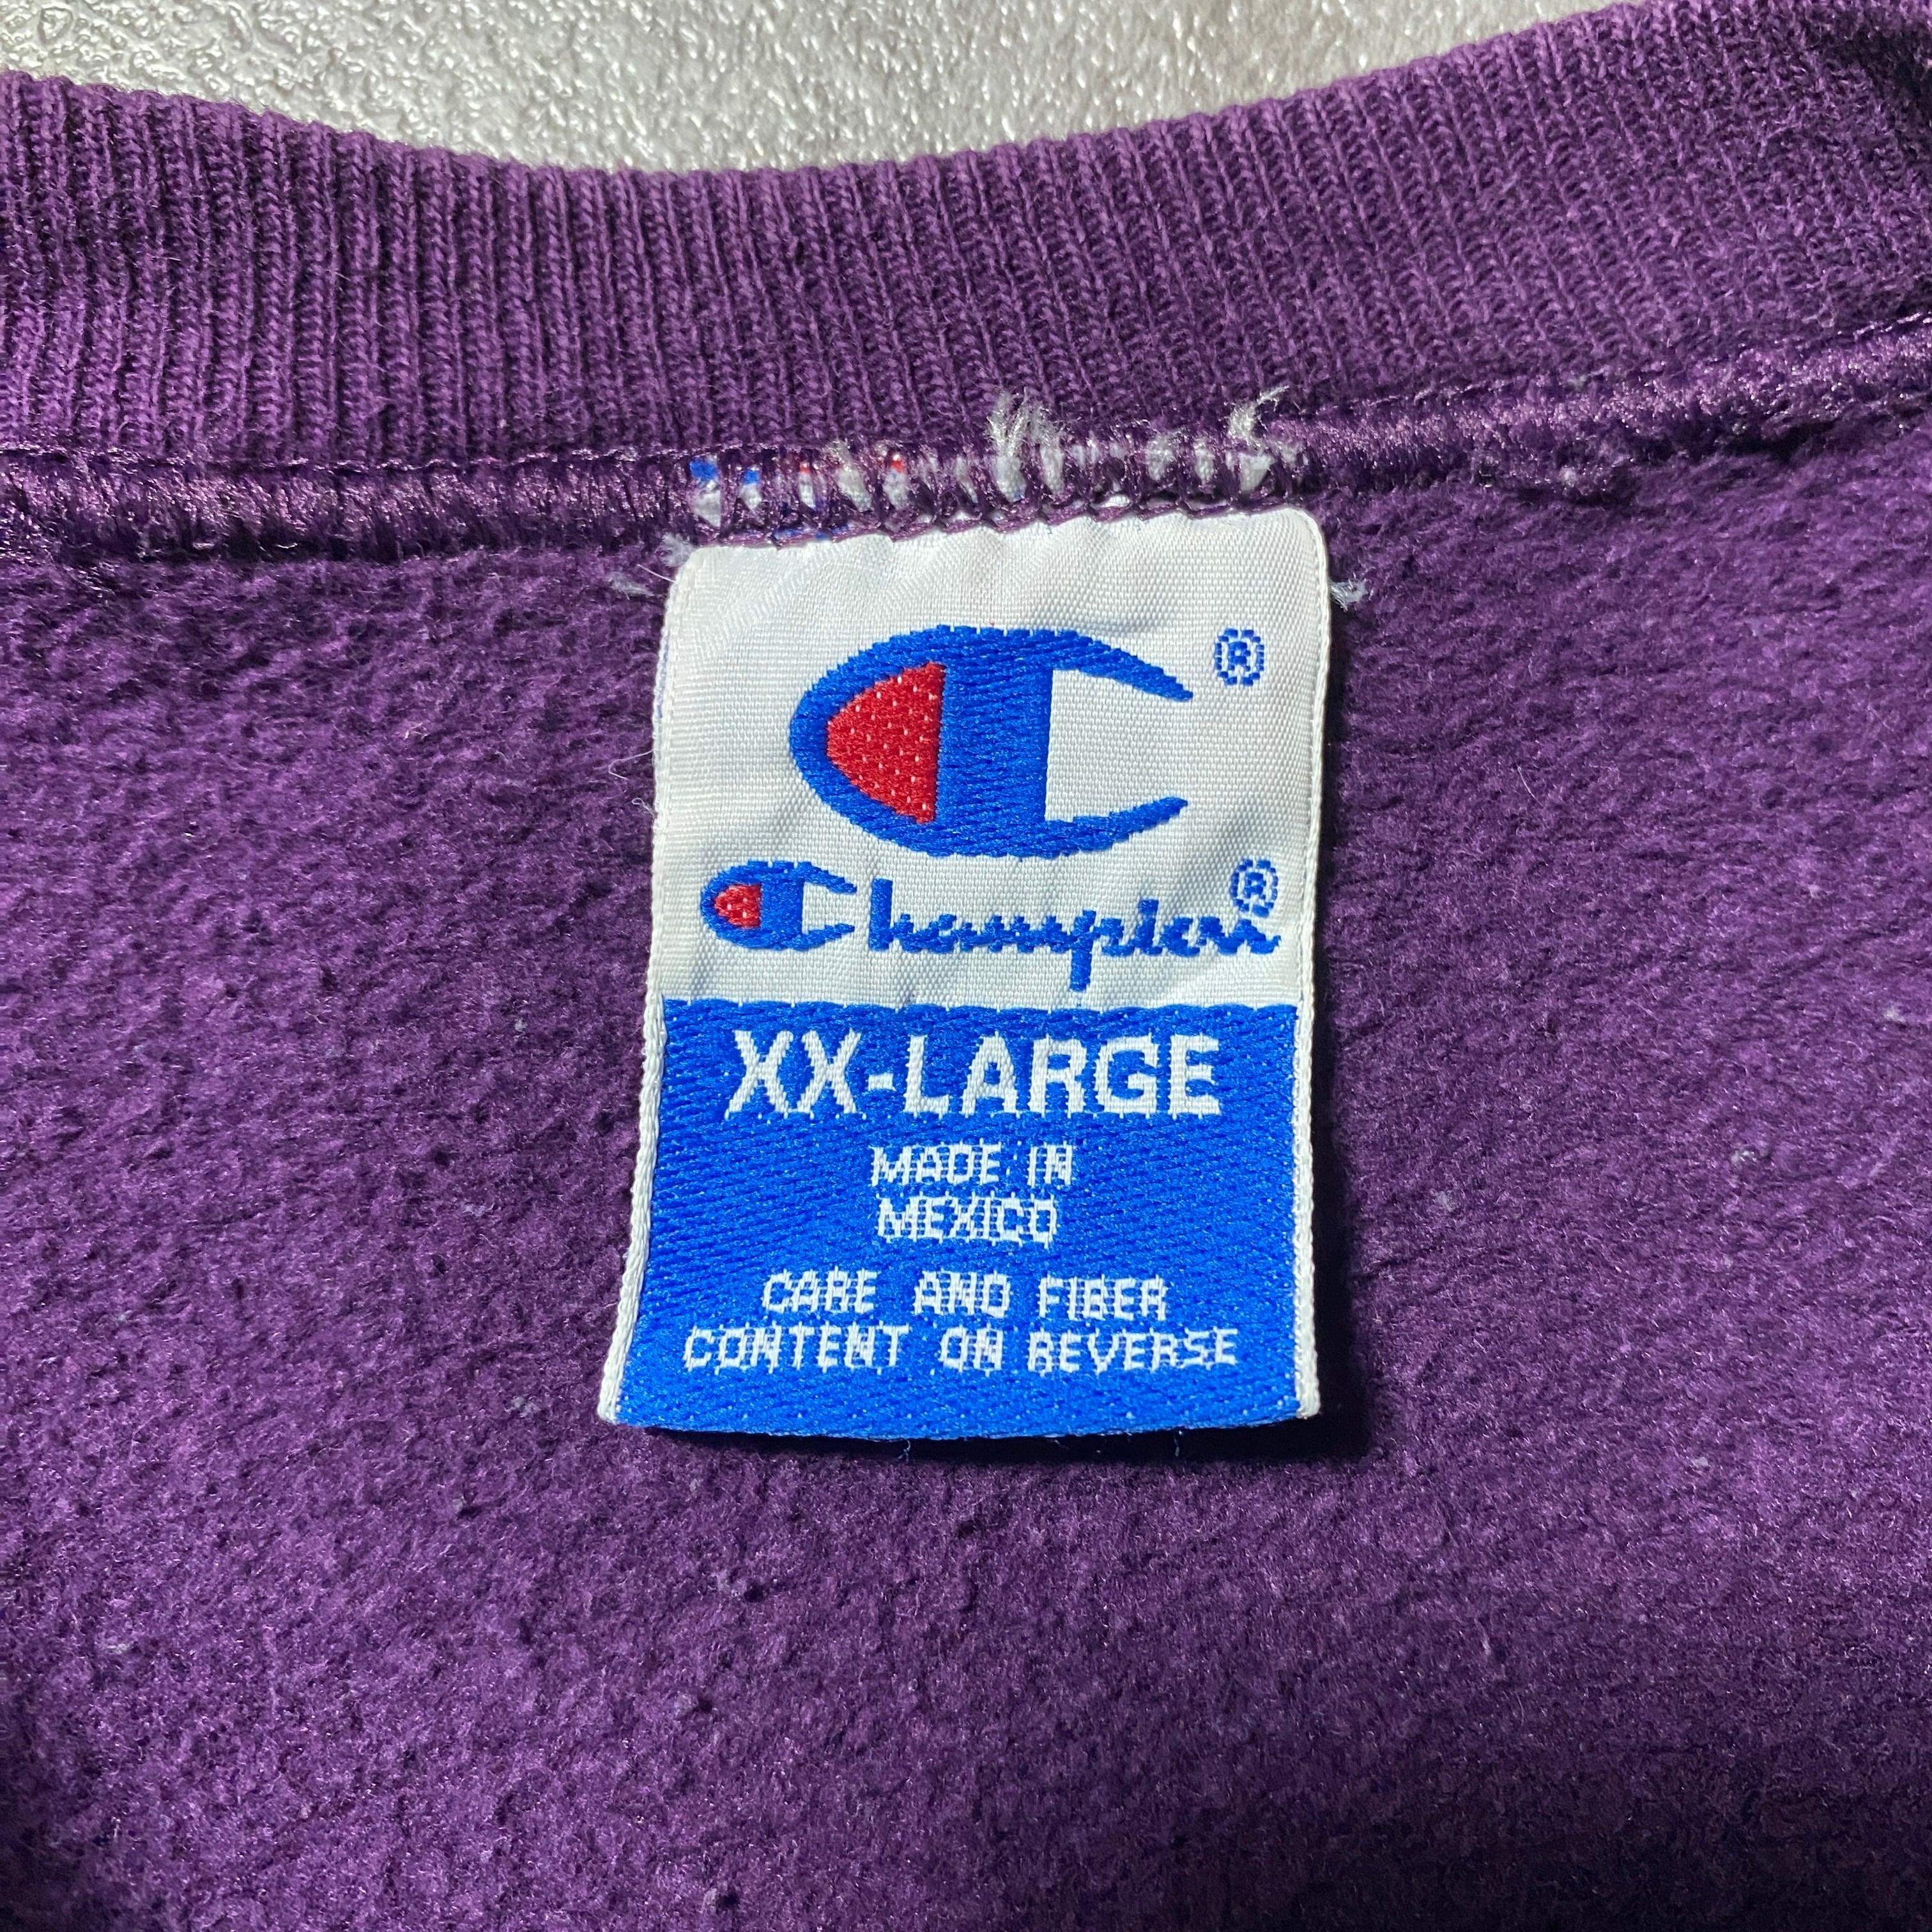 C®
Champion®
XX-LARGE
MADE IN
MEXICO
CARE AND FIBER
CONTENT ON REVERSE